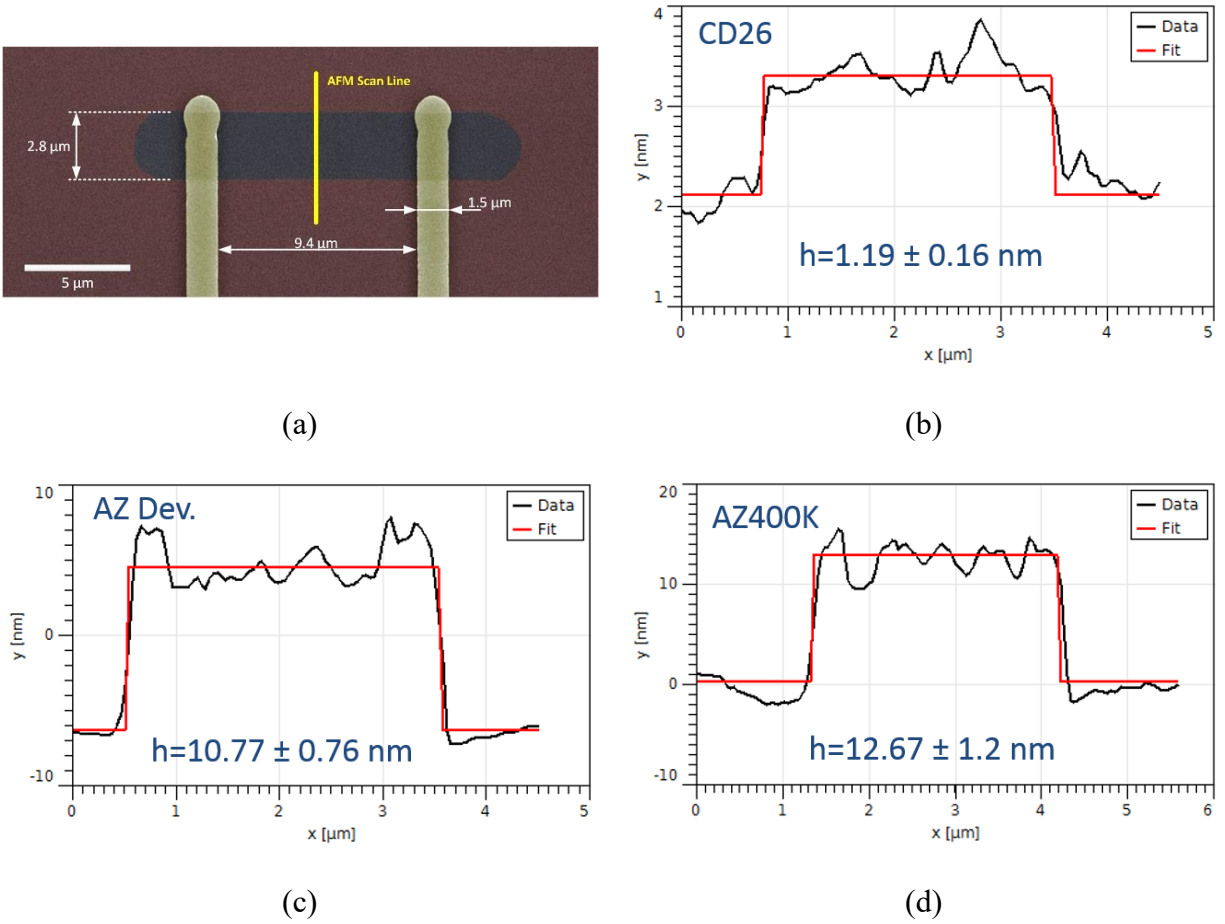 AFM Scan Line
2.8 μm
1.5 μm
9.4 μm
5 μm
(a)
CD26
Data
Fit
4
3
2
1
y [nm]
h=1.19 ± 0.16 nm
0 1 2 3 4 5
x [μm]
(b)
AZ Dev.
Data
Fit
10
0
-10
y [nm]
h=10.77 ± 0.76 nm
0 1 2 3 4 5
x [μm]
(c)
AZ400K
Data
Fit
20
10
0
-10
y [nm]
h=12.67 ± 1.2 nm
0 1 2 3 4 5 6
x [μm]
(d)